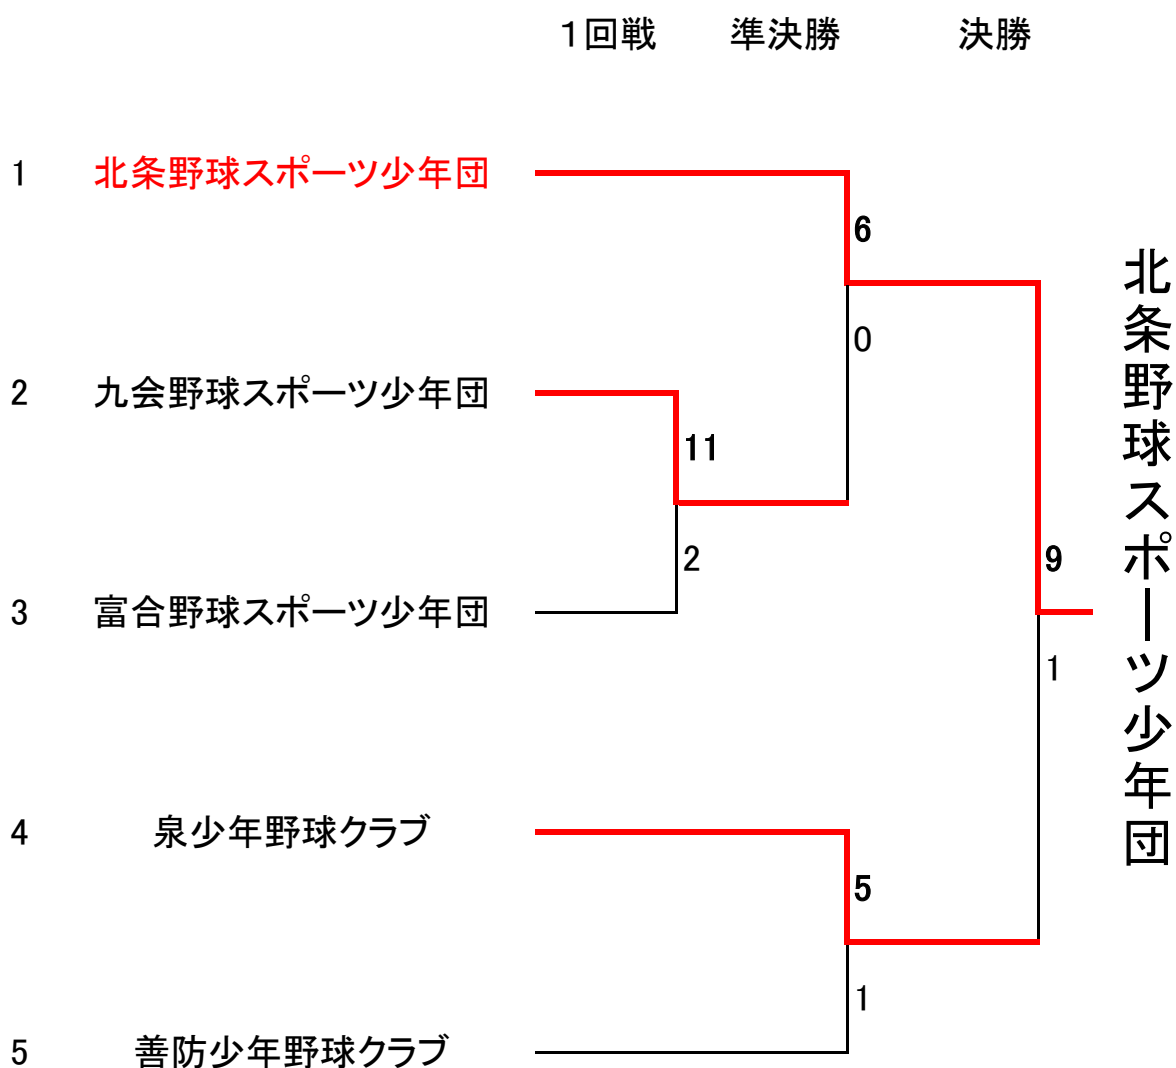 1回戦 準決勝 決勝
1 北条野球スポーツ少年団
6
0
2 九会野球スポーツ少年団
11
2
3 富合野球スポーツ少年団
9
1
北条野球スポーツ少年団
4 泉少年野球クラブ
5
1
5 善防少年野球クラブ